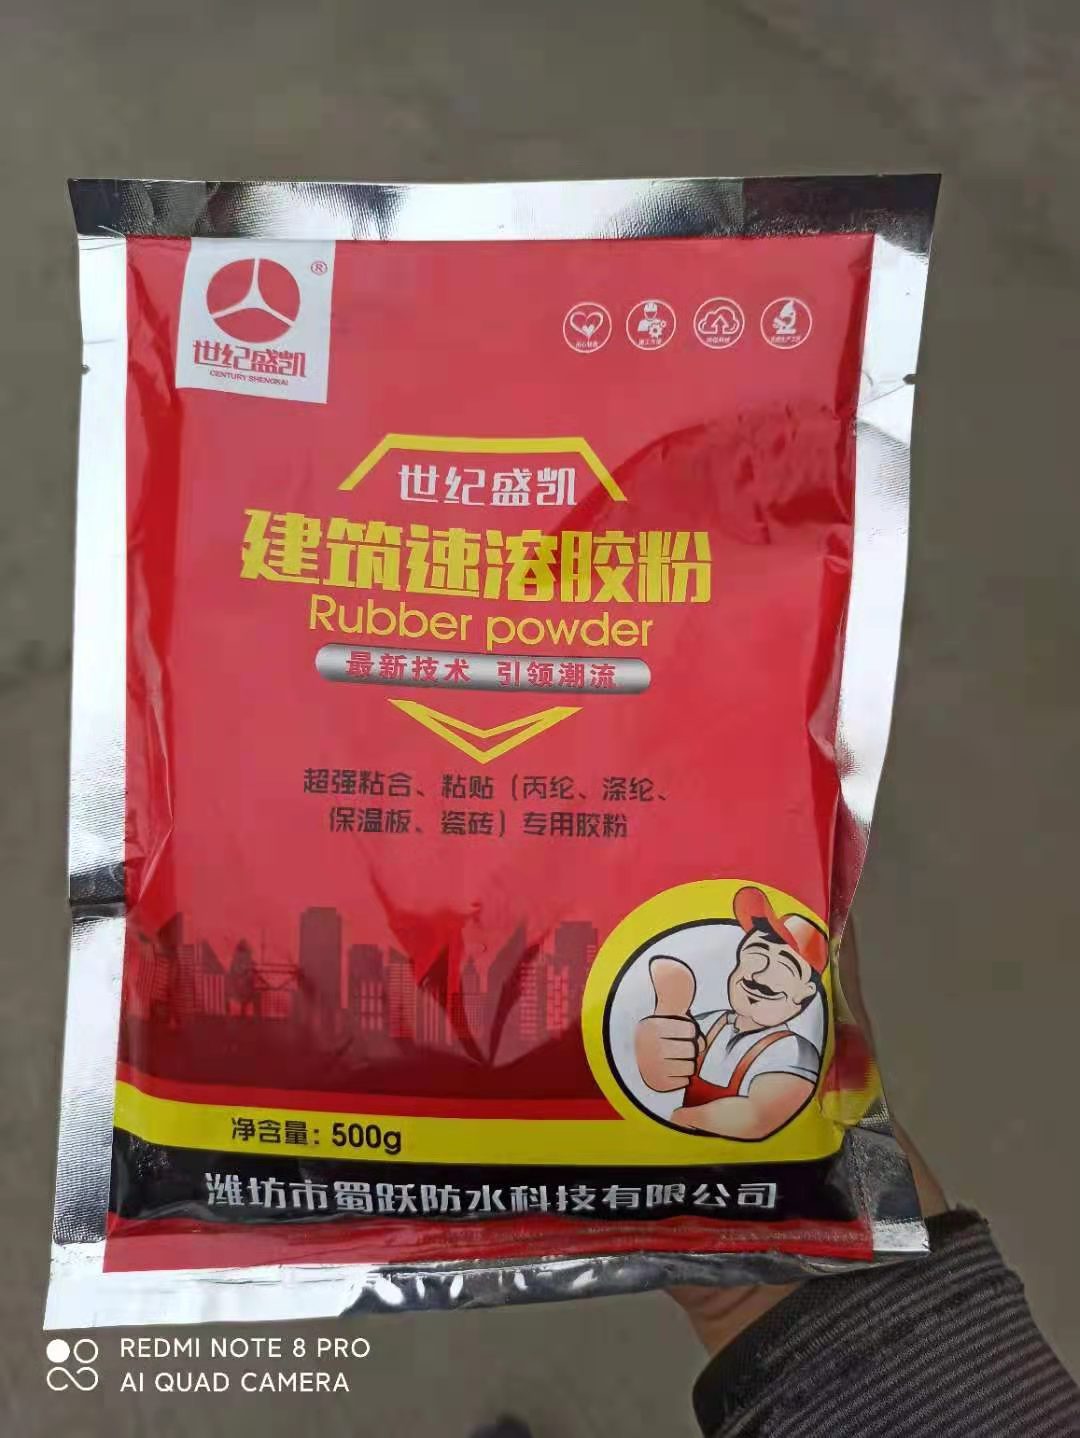 世纪盛凯
CENTURY SHENGKAI
®
世纪盛凯
建筑速溶胶粉
Rubber powder
最新技术 引领潮流
超强粘合、粘贴(丙纶、涤纶、
保温板、瓷砖)专用胶粉
净含量:500g
潍坊市蜀跃防水科技有限公司
REDMI NOTE 8 PRO
AI QUAD CAMERA